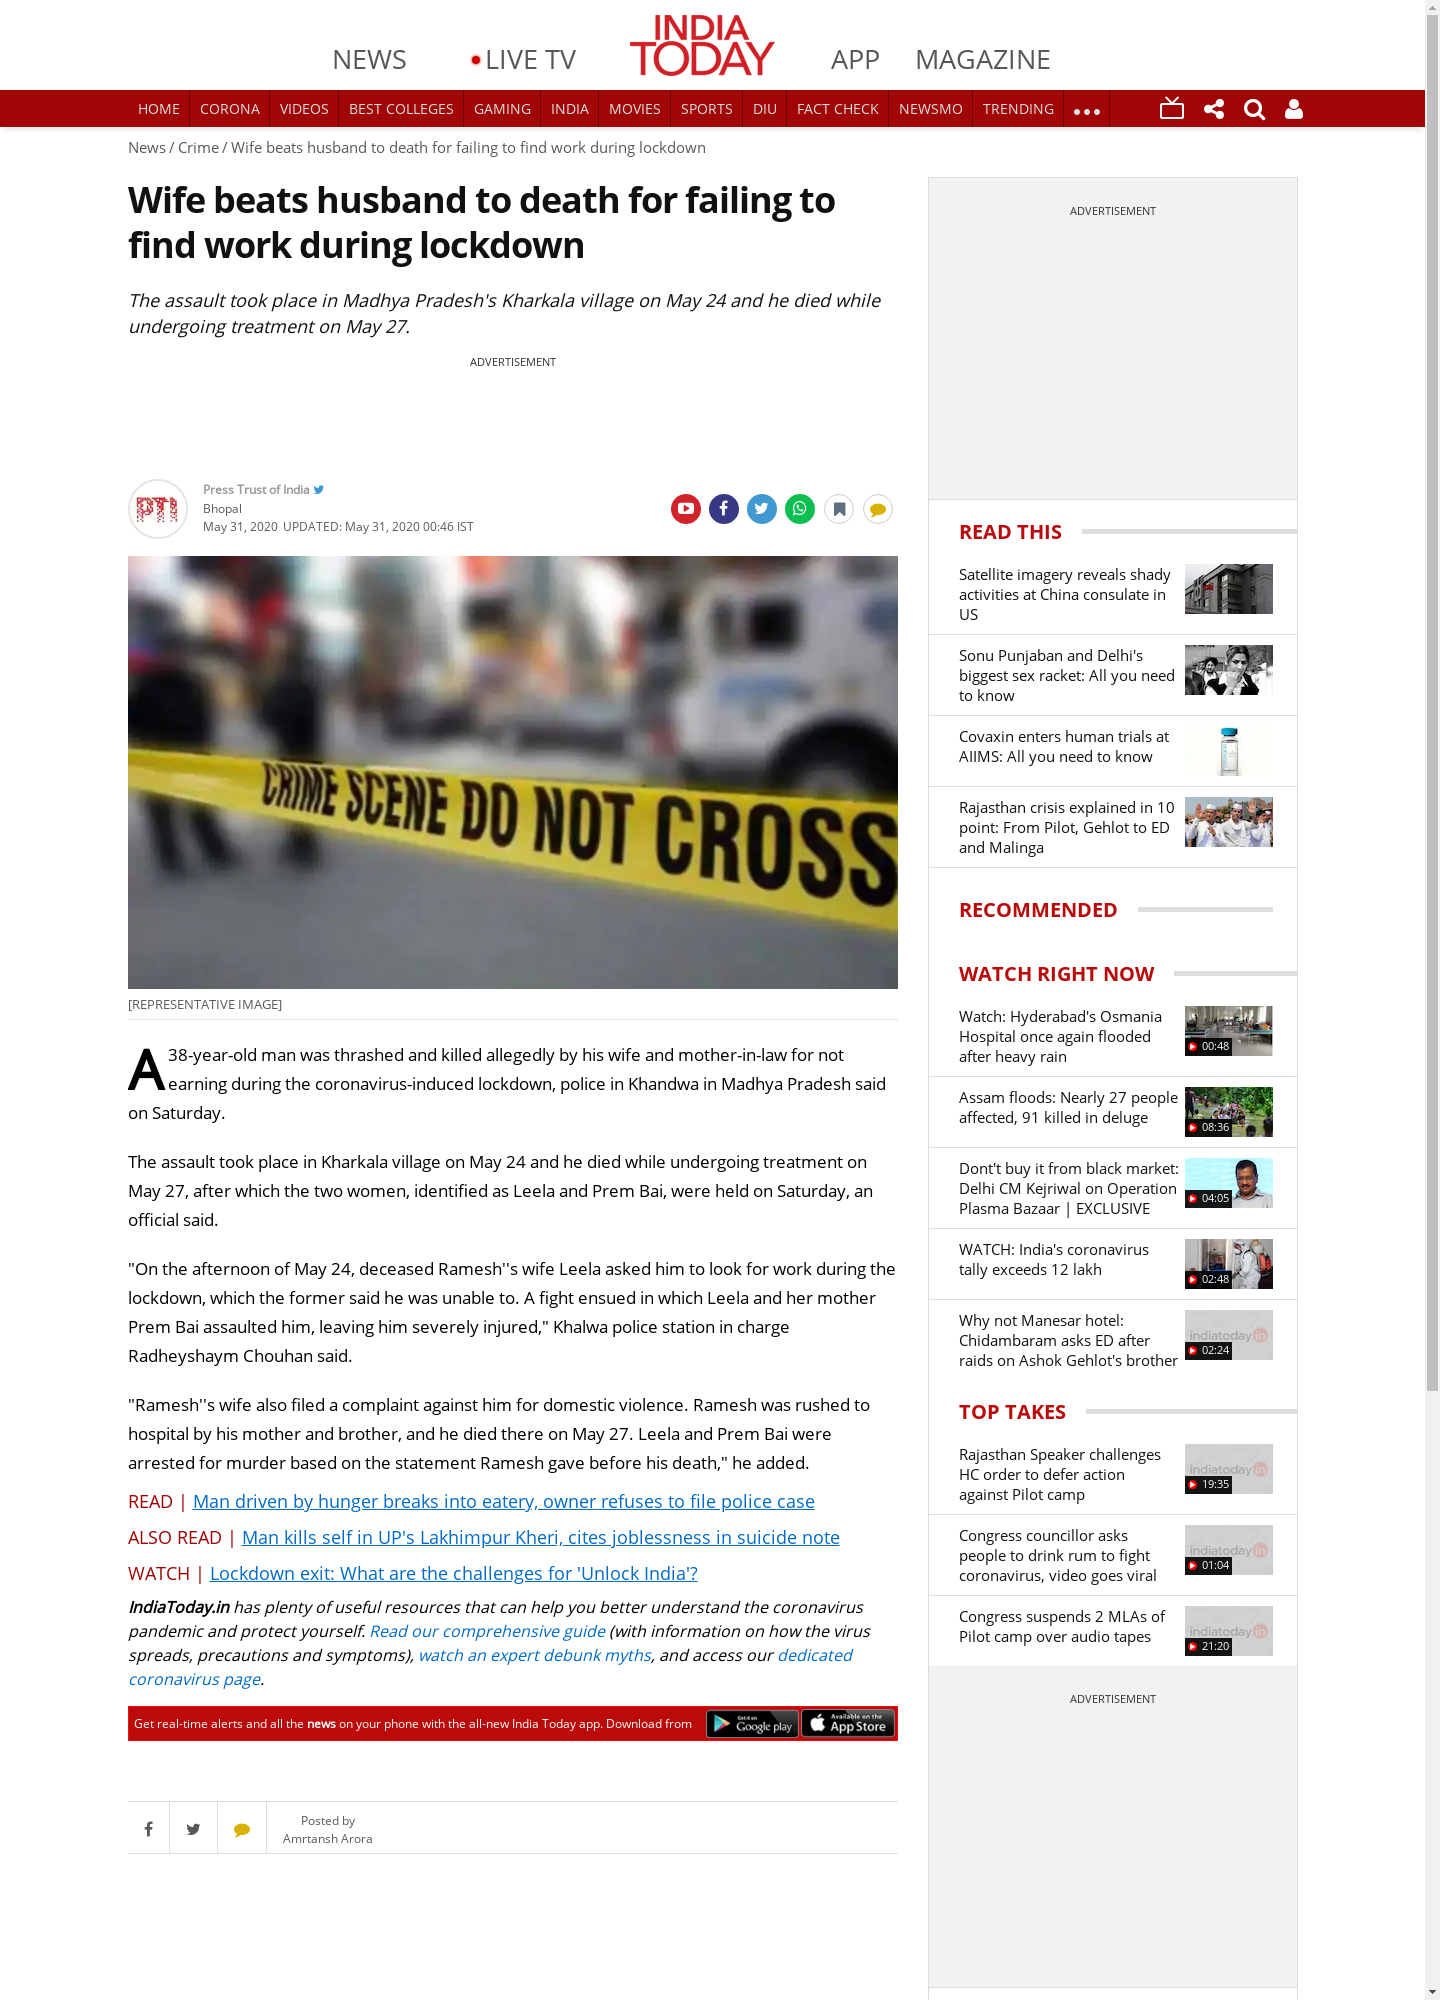 NEWS
LIVE TV
INDIA
TODAY
APP
MAGAZINE
HOME CORONA VIDEOS BEST COLLEGES GAMING INDIA MOVIES SPORTS DIU FACT CHECK NEWSMO TRENDING
News / Crime / Wife beats husband to death for failing to find work during lockdown
Wife beats husband to death for failing to
find work during lockdown
The assault took place in Madhya Pradesh's Kharkala village on May 24 and he died while
undergoing treatment on May 27.
ADVERTISEMENT
PTI
Press Trust of India
Bhopal
May 31, 2020 UPDATED: May 31, 2020 00:46 IST
CRIME SCENE DO NOT CROSS
[REPRESENTATIVE IMAGE]
A 38-year-old man was thrashed and killed allegedly by his wife and mother-in-law for not
earning during the coronavirus-induced lockdown, police in Khandwa in Madhya Pradesh said
on Saturday.
The assault took place in Kharkala village on May 24 and he died while undergoing treatment on
May 27, after which the two women, identified as Leela and Prem Bai, were held on Saturday, an
official said.
"On the afternoon of May 24, deceased Ramesh''s wife Leela asked him to look for work during the
lockdown, which the former said he was unable to. A fight ensued in which Leela and her mother
Prem Bai assaulted him, leaving him severely injured," Khalwa police station in charge
Radheyshaym Chouhan said.
"Ramesh''s wife also filed a complaint against him for domestic violence. Ramesh was rushed to
hospital by his mother and brother, and he died there on May 27. Leela and Prem Bai were
arrested for murder based on the statement Ramesh gave before his death," he added.
READ | Man driven by hunger breaks into eatery, owner refuses to file police case
ALSO READ | Man kills self in UP's Lakhimpur Kheri, cites joblessness in suicide note
WATCH | Lockdown exit: What are the challenges for 'Unlock India'?
IndiaToday.in has plenty of useful resources that can help you better understand the coronavirus
pandemic and protect yourself. Read our comprehensive guide (with information on how the virus
spreads, precautions and symptoms), watch an expert debunk myths, and access our dedicated
coronavirus page.
Get real-time alerts and all the news on your phone with the all-new India Today app. Download from
Get it on
Google play
Available on the
App Store
Posted by
Amrtansh Arora
ADVERTISEMENT
READ THIS
Satellite imagery reveals shady
activities at China consulate in
US
Sonu Punjaban and Delhi's
biggest sex racket: All you need
to know
Covaxin enters human trials at
AIIMS: All you need to know
Rajasthan crisis explained in 10
point: From Pilot, Gehlot to ED
and Malinga
RECOMMENDED
WATCH RIGHT NOW
Watch: Hyderabad's Osmania
Hospital once again flooded
after heavy rain
00:48
Assam floods: Nearly 27 people
affected, 91 killed in deluge
08:36
Dont't buy it from black market:
Delhi CM Kejriwal on Operation
Plasma Bazaar | EXCLUSIVE
04:05
WATCH: India's coronavirus
tally exceeds 12 lakh
02:48
Why not Manesar hotel:
Chidambaram asks ED after
raids on Ashok Gehlot's brother
indiatoday in
02:24
TOP TAKES
Rajasthan Speaker challenges
HC order to defer action
against Pilot camp
indiatoday in
19:35
Congress councillor asks
people to drink rum to fight
coronavirus, video goes viral
indiatoday in
01:04
Congress suspends 2 MLAs of
Pilot camp over audio tapes
indiatoday in
21:20
ADVERTISEMENT